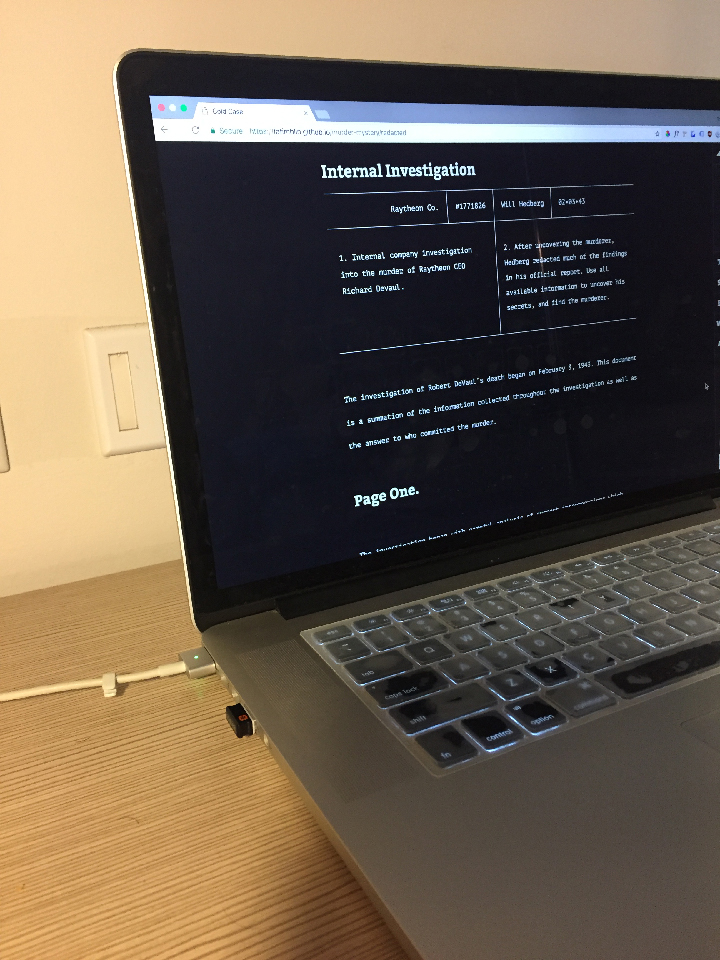 Cold Case
Secure
Internal Investigation
Raytheon Co. #1771826 Will Hedberg 02•03•43
1. Internal company investigation
into the murder of Raytheon CEO
Richard Devaul.
2. After uncovering the murderer,
Hedberg redacted much of the findings
in his official report. Use all
available information to uncover his
secrets, and find the murderer.
The investigation of Robert DeVaul's death began on February 3, 1943. This document
is a summation of the information collected throughout the investigation as well as
the answer to who committed the murder.
Page One.
Q W
tab
A
caps lock
Z X C V
shift
fn control option